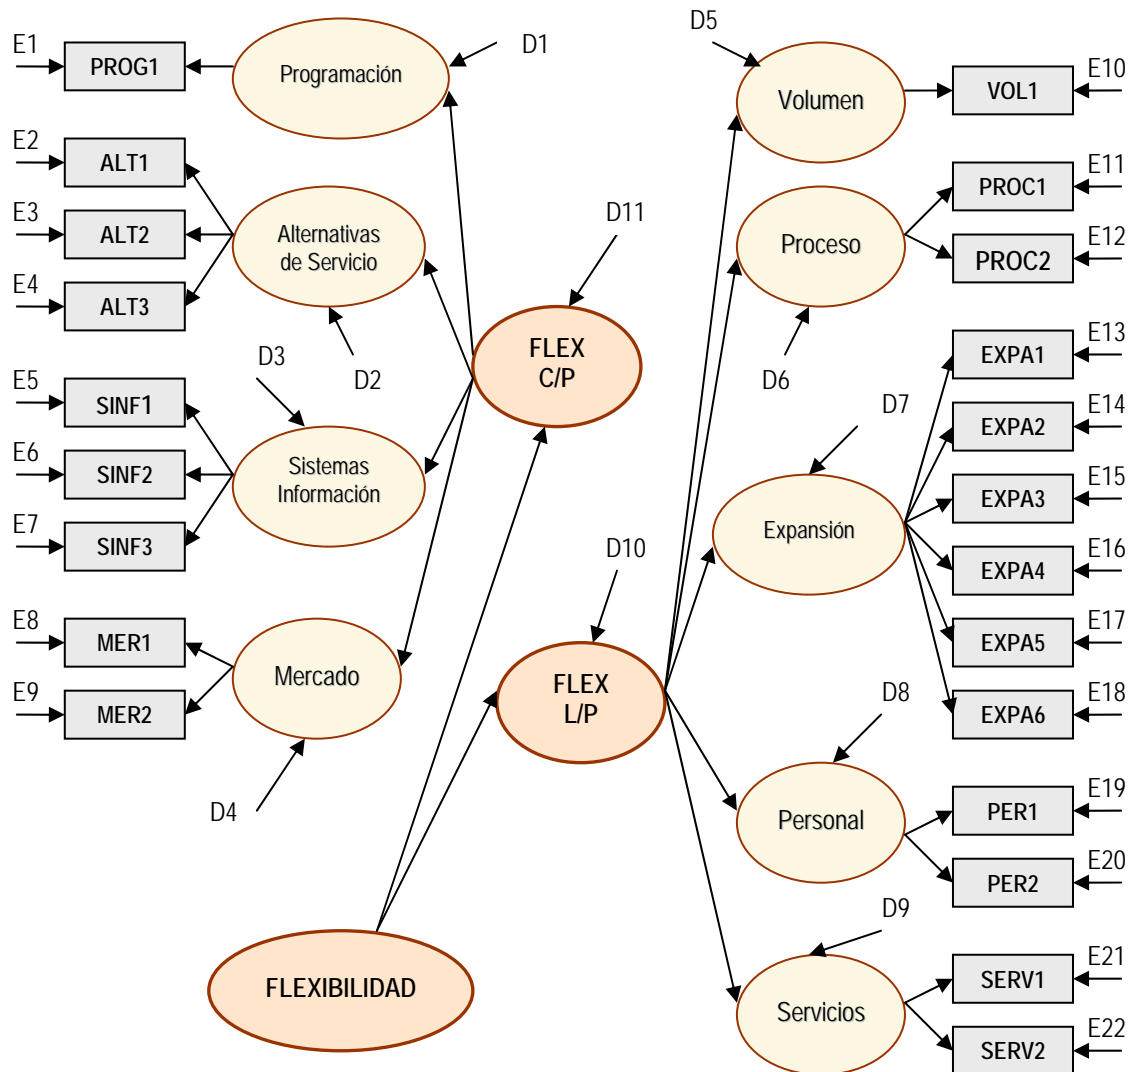 E1
PROG1
Programación
D1
E2
ALT1
E3
ALT2
E4
ALT3
Alternativas
de Servicio
D2
D3
E5
SINF1
E6
SINF2
E7
SINF3
Sistemas
Información
E8
MER1
E9
MER2
Mercado
D4
D11
FLEX
C/P
D10
FLEX
L/P
FLEXIBILIDAD
D5
Volumen
VOL1
E10
Proceso
D6
PROC1
E11
PROC2
E12
D7
Expansión
EXPA1
E13
EXPA2
E14
EXPA3
E15
EXPA4
E16
EXPA5
E17
EXPA6
E18
D8
Personal
PER1
E19
PER2
E20
D9
Servicios
SERV1
E21
SERV2
E22